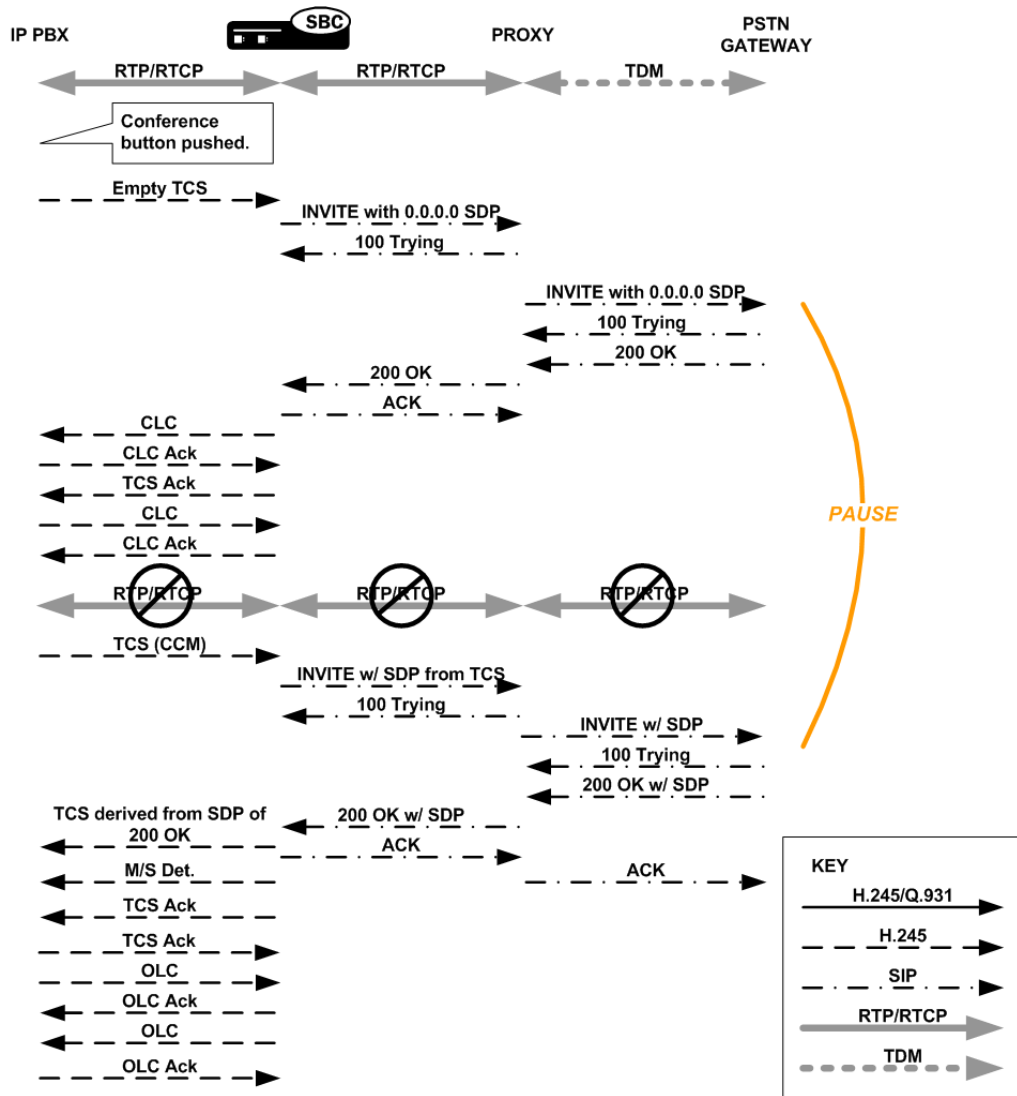 SBC
IP PBX
PROXY
PSTN
GATEWAY
RTP/RTCP
RTP/RTCP
TDM
Conference
button pushed.
Empty TCS
INVITE with 0.0.0.0 SDP
100 Trying
INVITE with 0.0.0.0 SDP
100 Trying
200 OK
200 OK
ACK
CLC
CLC Ack
TCS Ack
CLC
CLC Ack
PAUSE
RTP/RTCP
RTP/RTCP
RTP/RTCP
TCS (CCM)
INVITE w/ SDP from TCS
100 Trying
INVITE w/ SDP
100 Trying
200 OK w/ SDP
200 OK w/ SDP
TCS derived from SDP of
200 OK
ACK
M/S Det.
ACK
TCS Ack
TCS Ack
OLC
OLC Ack
OLC
OLC Ack
KEY
H.245/Q.931
H.245
SIP
RTP/RTCP
TDM